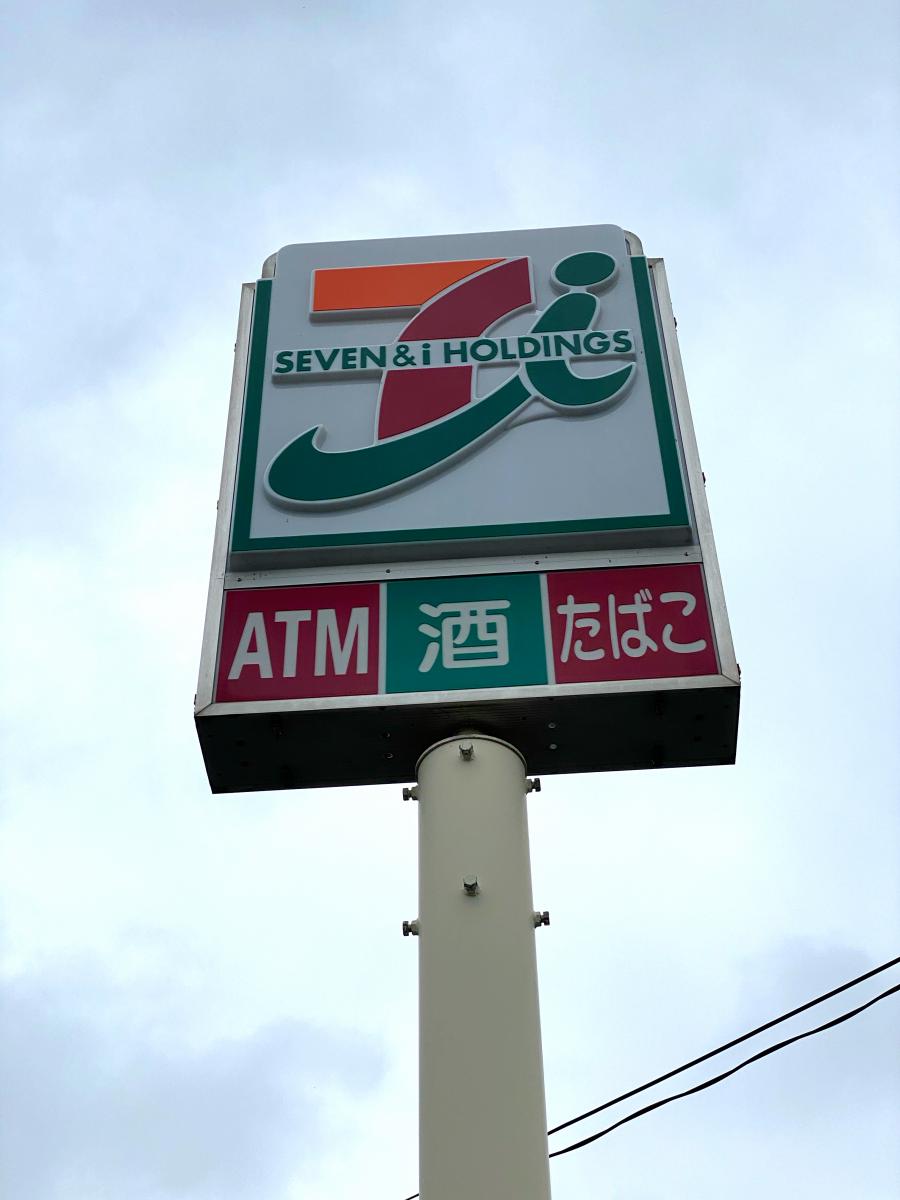 SEVEN & i HOLDINGS
ATM 酒 たばこ